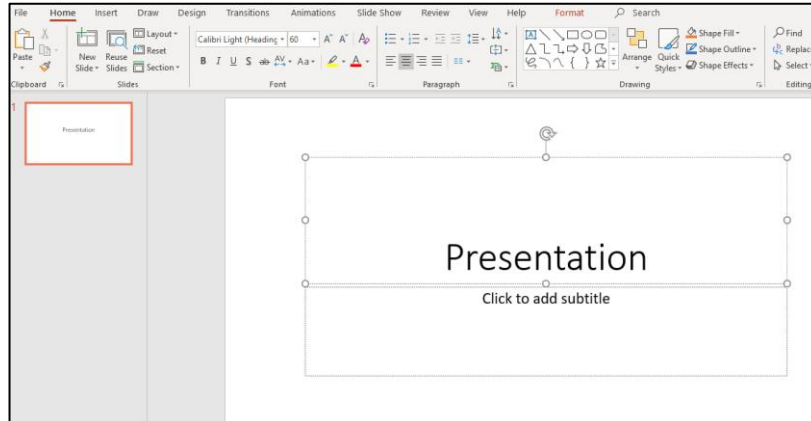 File Home Insert Draw Design Transitions Animations Slide Show Review View Help Format Search
Paste
New Slide
Reuse Slides
Layout
Reset
Section
Calibri Light (Heading 60
B I U S ab AV Aa A
Arrange
Quick Styles
Shape Fill
Shape Outline
Shape Effects
Find
Replac
Select
Clipboard Slides Font Paragraph Drawing Editing
1
Presentation
Presentation
Click to add subtitle